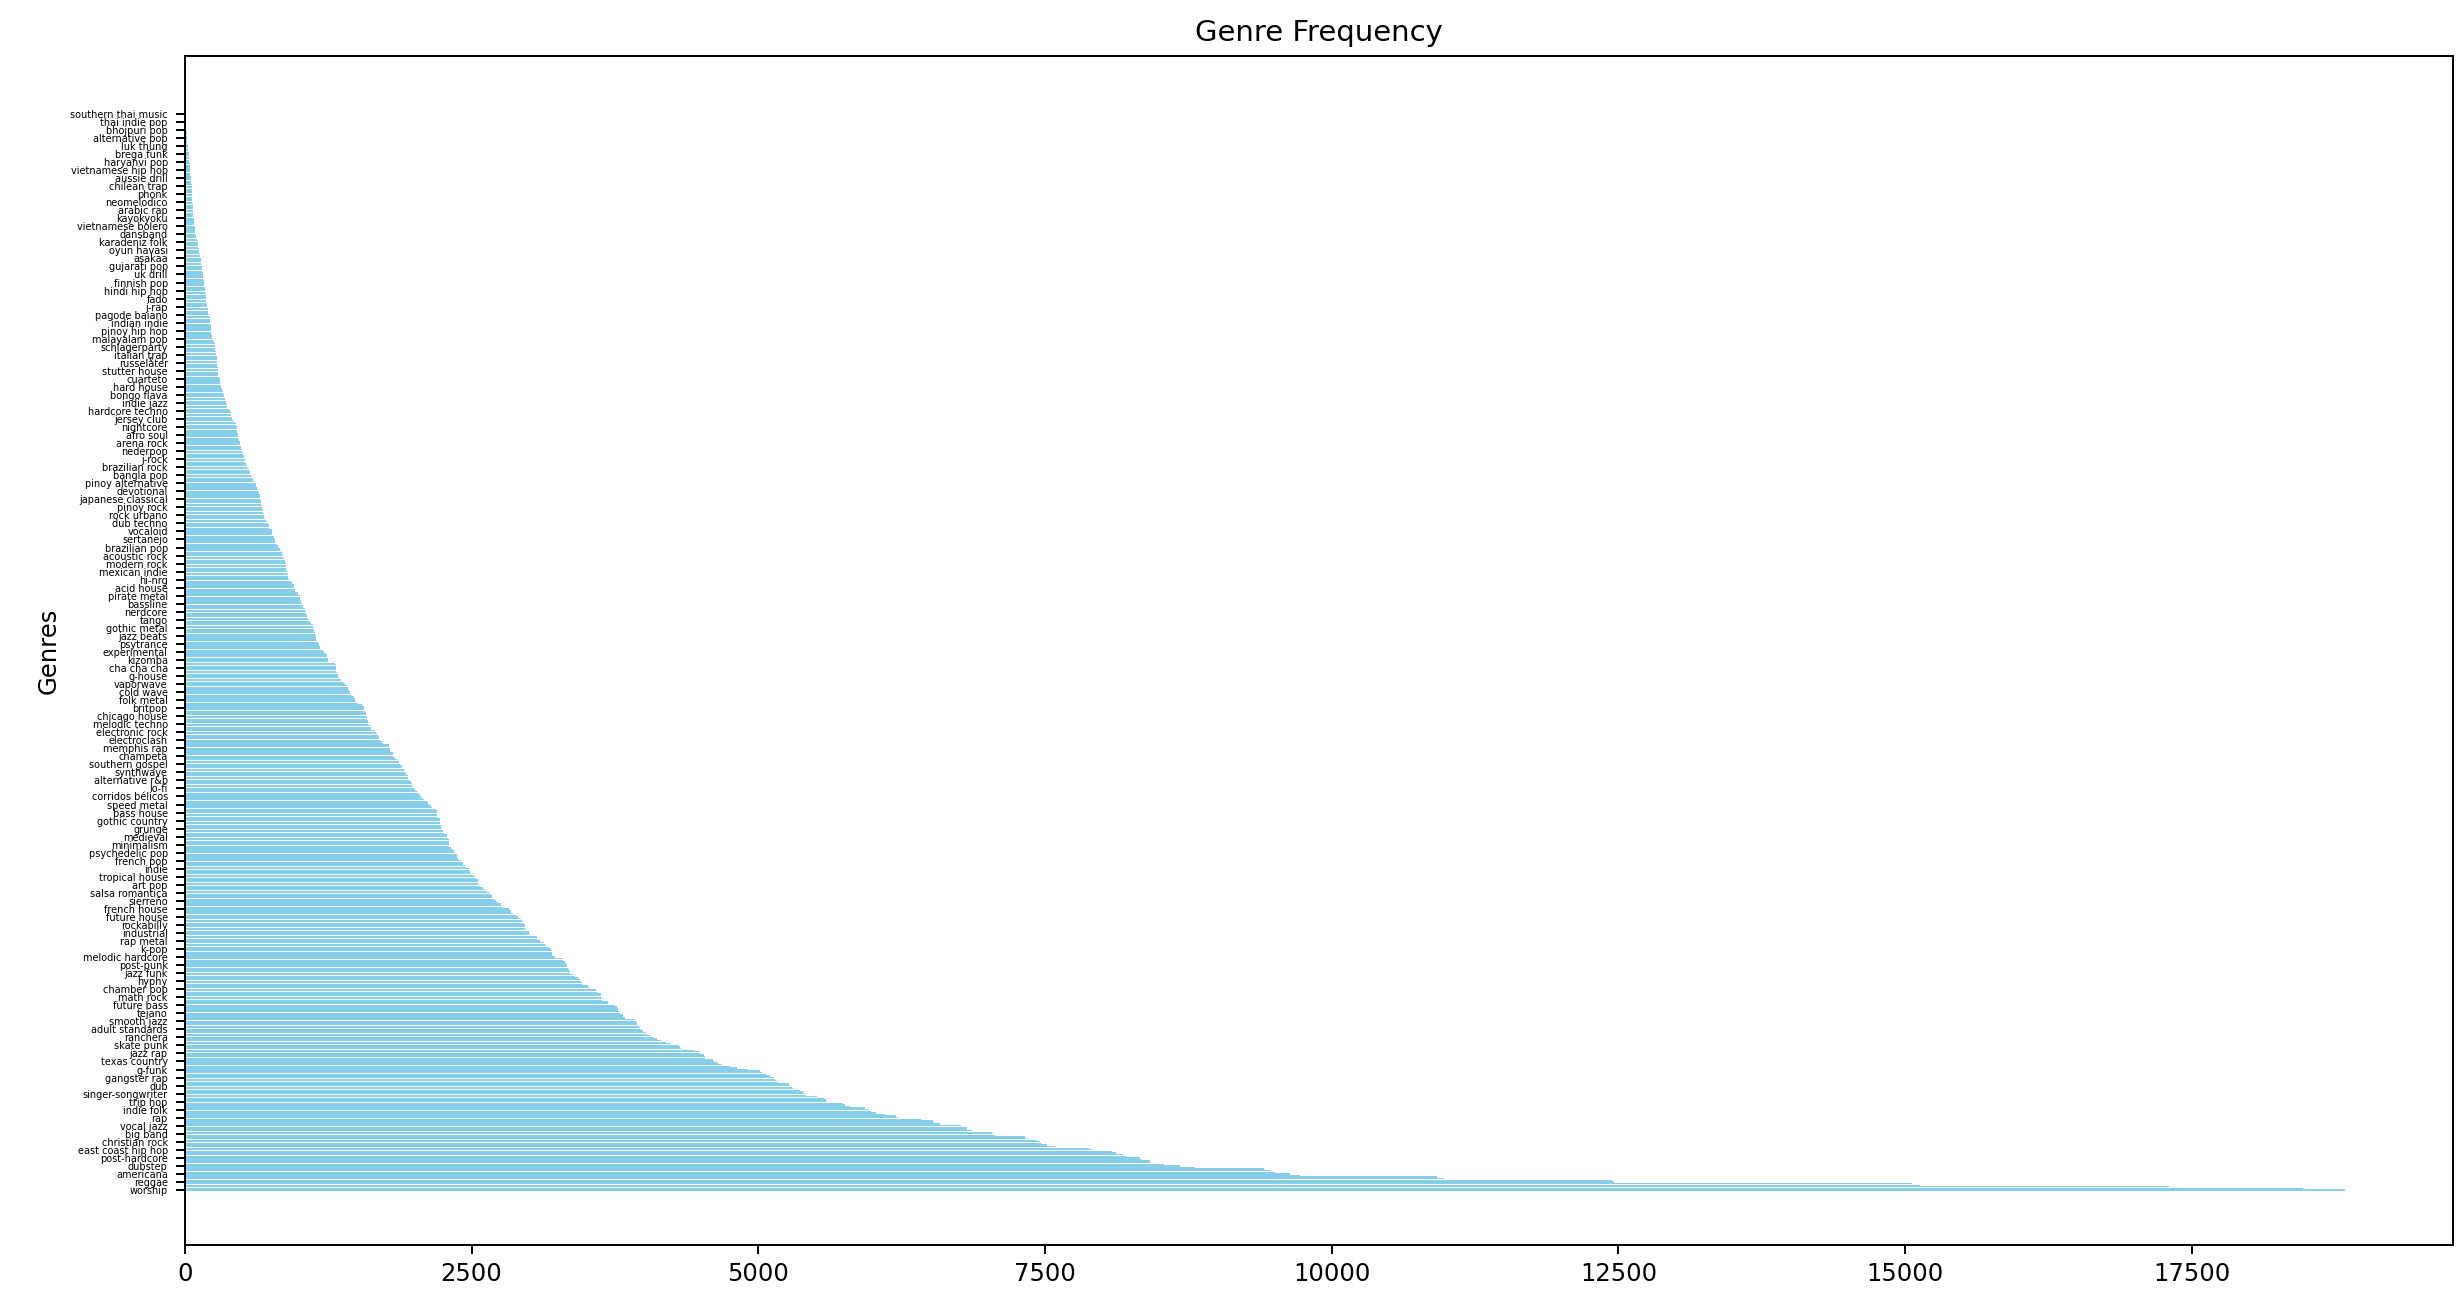 Genre Frequency
Genres
southern thai music
thai indie pop
bhojpuri pop
alternative pop
luk thung
brega funk
haryanvi pop
vietnamese hip hop
aussie drill
chilean trap
phonk
neomelodico
arabic rap
kayokyoku
vietnamese bolero
dansband
karadeniz folk
oyun havasi
asakaa
gujarati pop
uk drill
finnish pop
hindi hip hop
fado
j-rap
pagode baiano
indian indie
pinoy hip hop
malayalam pop
schlagerparty
italian trap
russelåter
stutter house
cuarteto
hard house
bongo flava
indie jazz
hardcore techno
jersey club
nightcore
afro soul
arena rock
nederpop
j-rock
brazilian rock
bangla pop
pinoy alternative
devotional
japanese classical
pinoy rock
rock urbano
dub techno
vocaloid
sertanejo
brazilian pop
acoustic rock
modern rock
mexican indie
hi-nrg
acid house
pirate metal
bassline
nerdcore
tango
gothic metal
jazz beats
psytrance
experimental
kizomba
cha cha cha
g-house
vaporwave
cold wave
folk metal
britpop
chicago house
melodic techno
electronic rock
electroclash
memphis rap
champeta
southern gospel
synthwave
alternative r&b
lo-fi
corridos bélicos
speed metal
bass house
gothic country
grunge
medieval
minimalism
psychedelic pop
french pop
indie
tropical house
art pop
salsa romantica
sierreño
french house
future house
rockabilly
industrial
rap metal
k-pop
melodic hardcore
post-punk
jazz funk
hyphy
chamber pop
math rock
future bass
tejano
smooth jazz
adult standards
ranchera
skate punk
jazz rap
texas country
g-funk
gangster rap
dub
singer-songwriter
trip hop
indie folk
rap
vocal jazz
big band
christian rock
east coast hip hop
post-hardcore
dubstep
americana
reggae
worship
0 2500 5000 7500 10000 12500 15000 17500